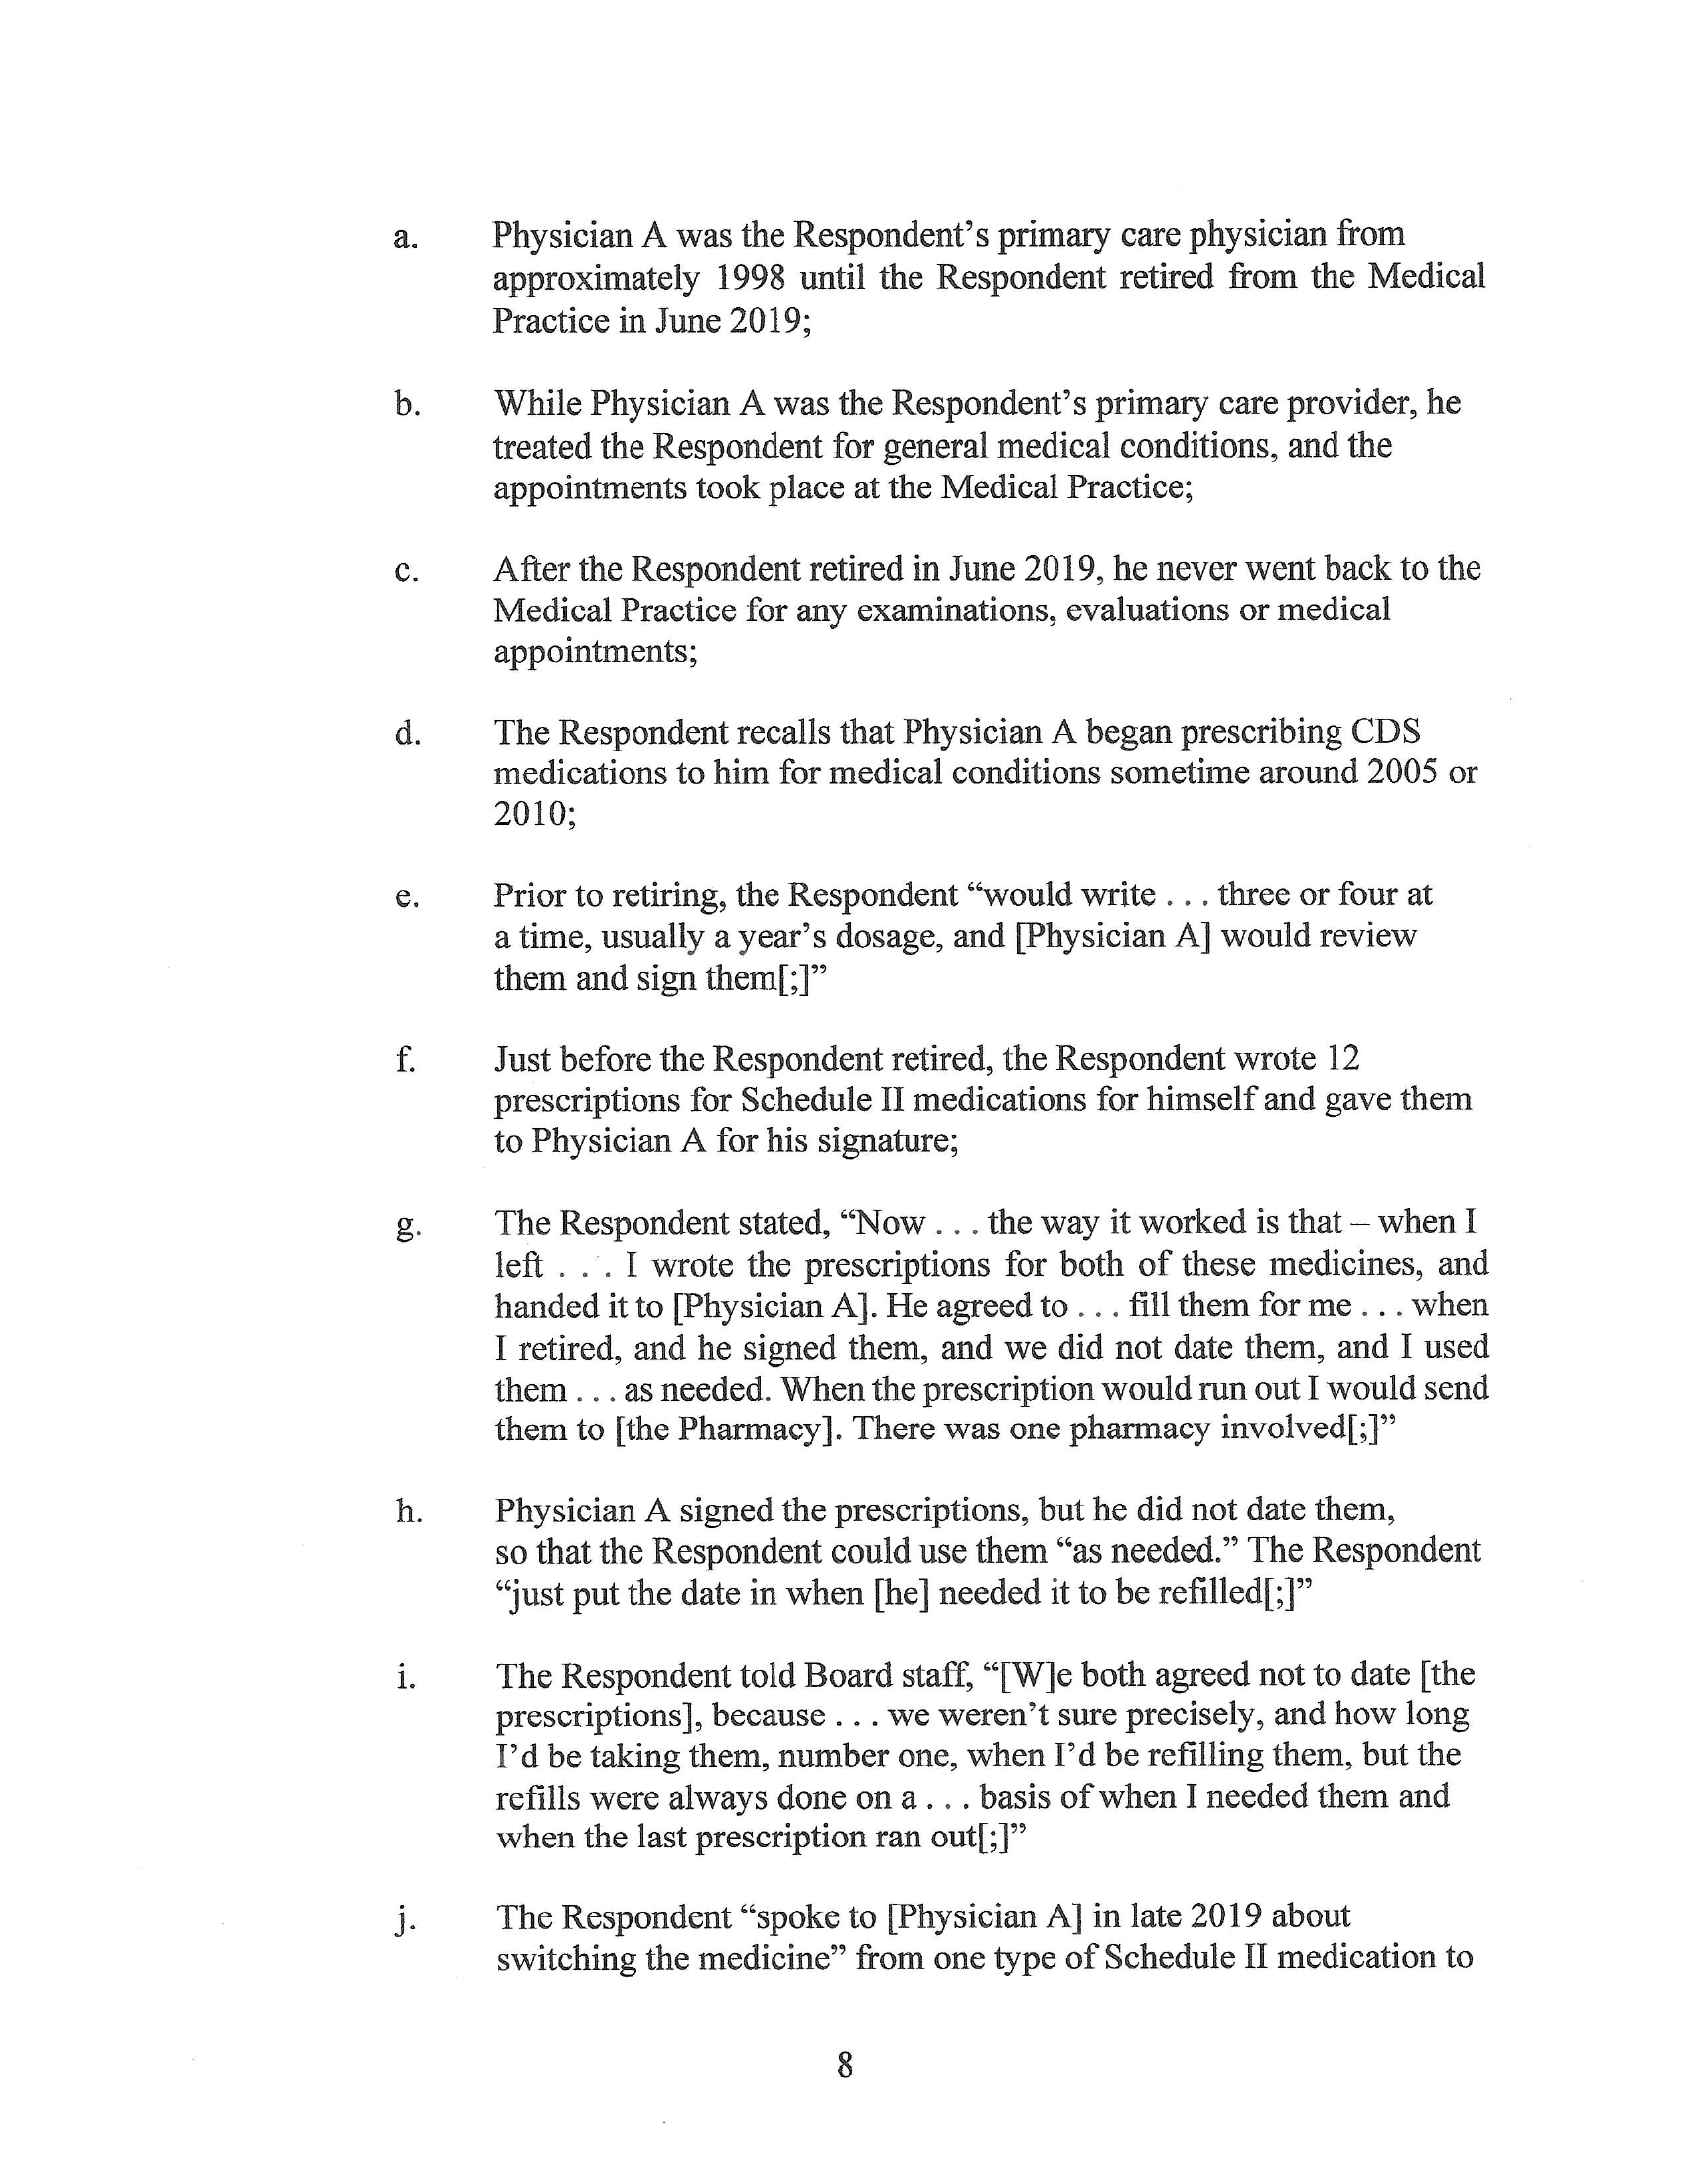 a. Physician A was the Respondent's primary care physician from
approximately 1998 until the Respondent retired from the Medical
Practice in June 2019;
b. While Physician A was the Respondent's primary care provider, he
treated the Respondent for general medical conditions, and the
appointments took place at the Medical Practice;
c. After the Respondent retired in June 2019, he never went back to the
Medical Practice for any examinations, evaluations or medical
appointments;
d. The Respondent recalls that Physician A began prescribing CDS
medications to him for medical conditions sometime around 2005 or
2010;
e. Prior to retiring, the Respondent “would write . . . three or four at
a time, usually a year's dosage, and [Physician A] would review
them and sign them[;]”
f. Just before the Respondent retired, the Respondent wrote 12
prescriptions for Schedule II medications for himself and gave them
to Physician A for his signature;
g. The Respondent stated, “Now . . . the way it worked is that – when I
left . . . I wrote the prescriptions for both of these medicines, and
handed it to [Physician A]. He agreed to . . . fill them for me . . . when
I retired, and he signed them, and we did not date them, and I used
them . . . as needed. When the prescription would run out I would send
them to [the Pharmacy]. There was one pharmacy involved[;]”
h. Physician A signed the prescriptions, but he did not date them,
so that the Respondent could use them “as needed.” The Respondent
“just put the date in when [he] needed it to be refilled[;]”
i. The Respondent told Board staff, “[W]e both agreed not to date [the
prescriptions], because . . . we weren't sure precisely, and how long
I'd be taking them, number one, when I'd be refilling them, but the
refills were always done on a . . . basis of when I needed them and
when the last prescription ran out[;]”
j. The Respondent “spoke to [Physician A] in late 2019 about
switching the medicine” from one type of Schedule II medication to
8